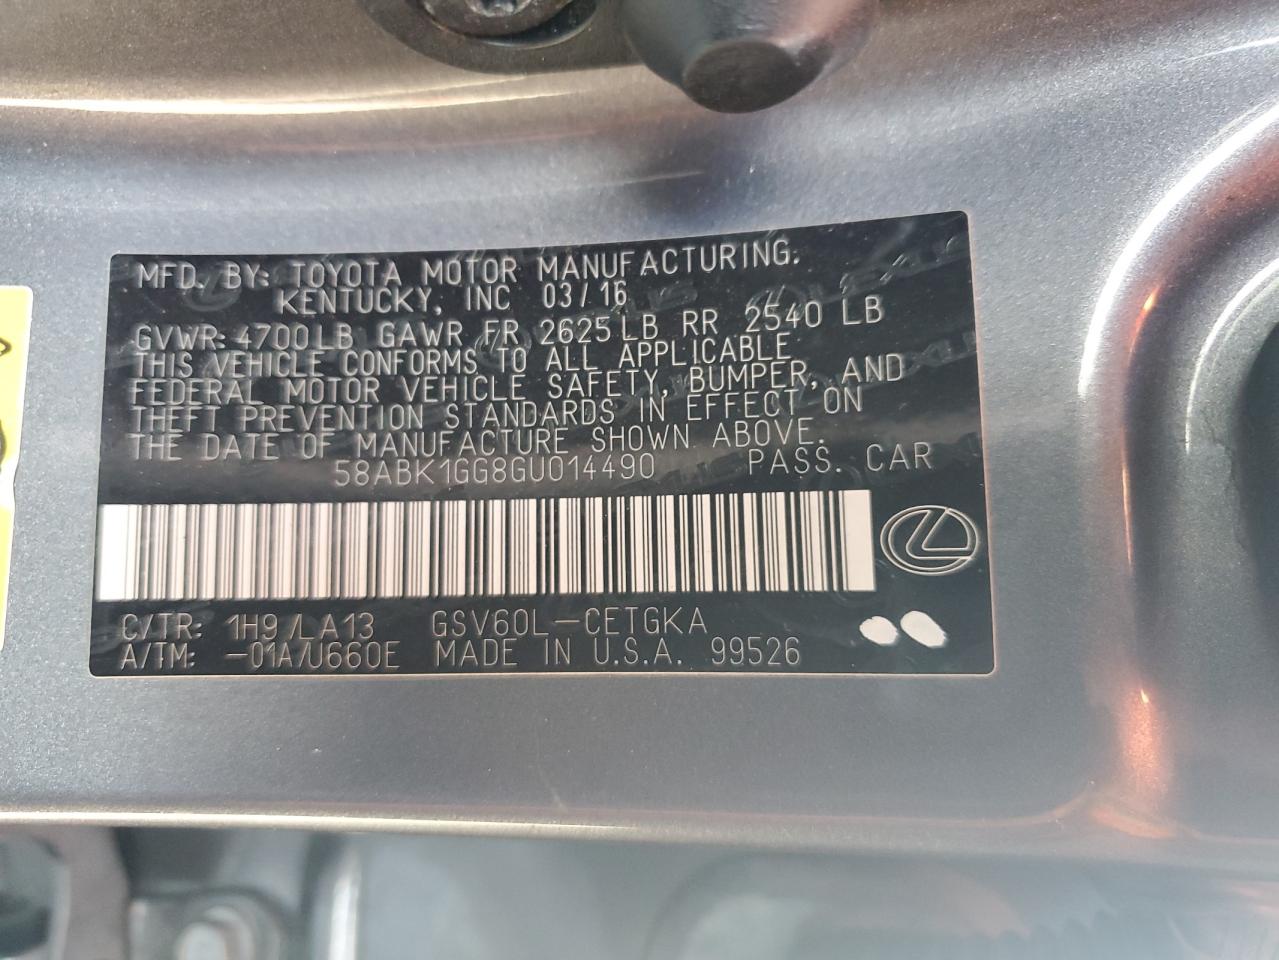 MFD. BY: TOYOTA MOTOR MANUFACTURING.
KENTUCKY, INC 03/16
GVWR: 4700LB GAWR FR 2625LB RR 2540 LB
THIS VEHICLE CONFORMS TO ALL APPLICABLE
FEDERAL MOTOR VEHICLE SAFETY, BUMPER, AND
THEFT PREVENTION STANDARDS IN EFFECT ON
THE DATE OF MANUFACTURE SHOWN ABOVE.
58ABK1GG8GU014490 PASS. CAR
C/TR: 1H9/LA13 GSV60L-CETGKA
A/TM: -01A/U660E MADE IN U.S.A. 99526